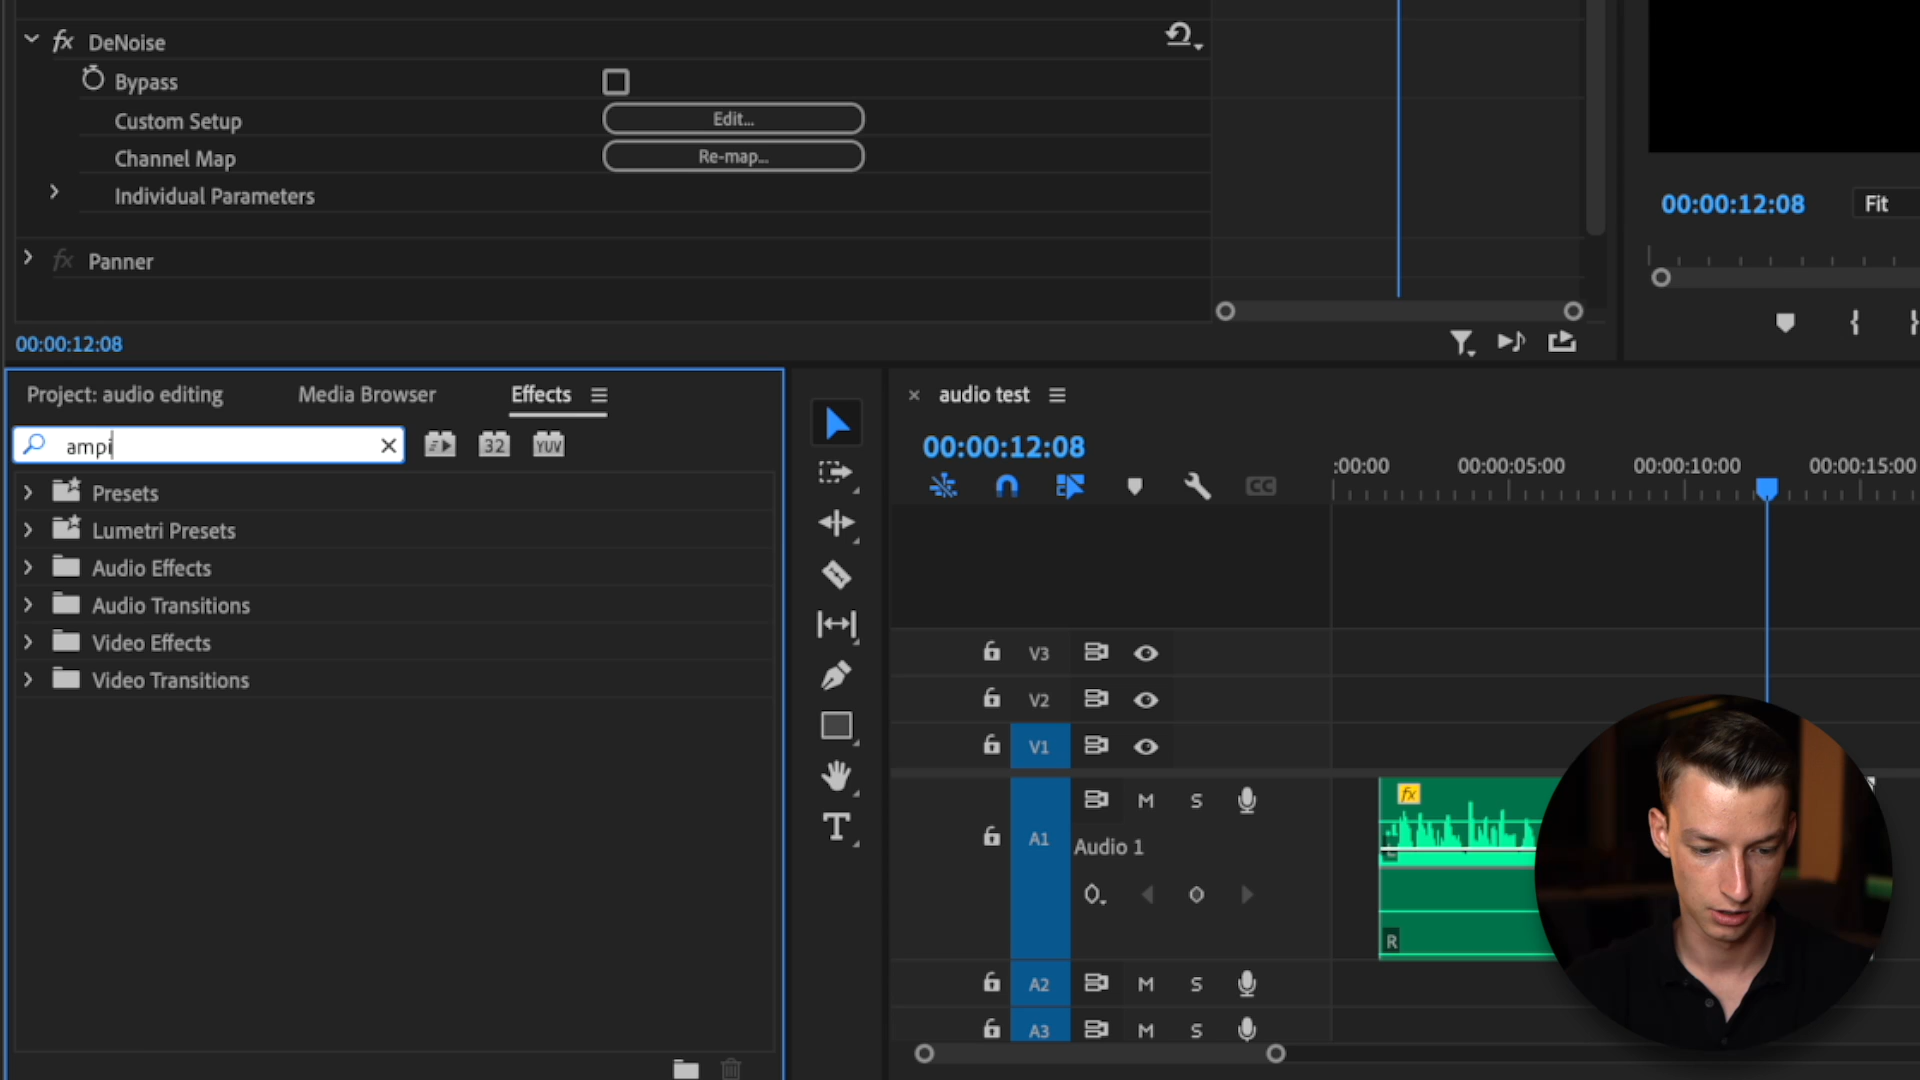 fx DeNoise
Bypass
Custom Setup Edit...
Channel Map Re-map...
Individual Parameters
fx Panner
00:00:12:08
00:00:12:08 Fit
Project: audio editing Media Browser Effects
ampi 32 YUV
Presets
Lumetri Presets
Audio Effects
Audio Transitions
Video Effects
Video Transitions
audio test
00:00:12:08
CC
:00:00 00:00:05:00 00:00:10:00 00:00:15:00
V3
V2
V1
A1 M S
Audio 1
fx
L
R
A2 M S
A3 M S